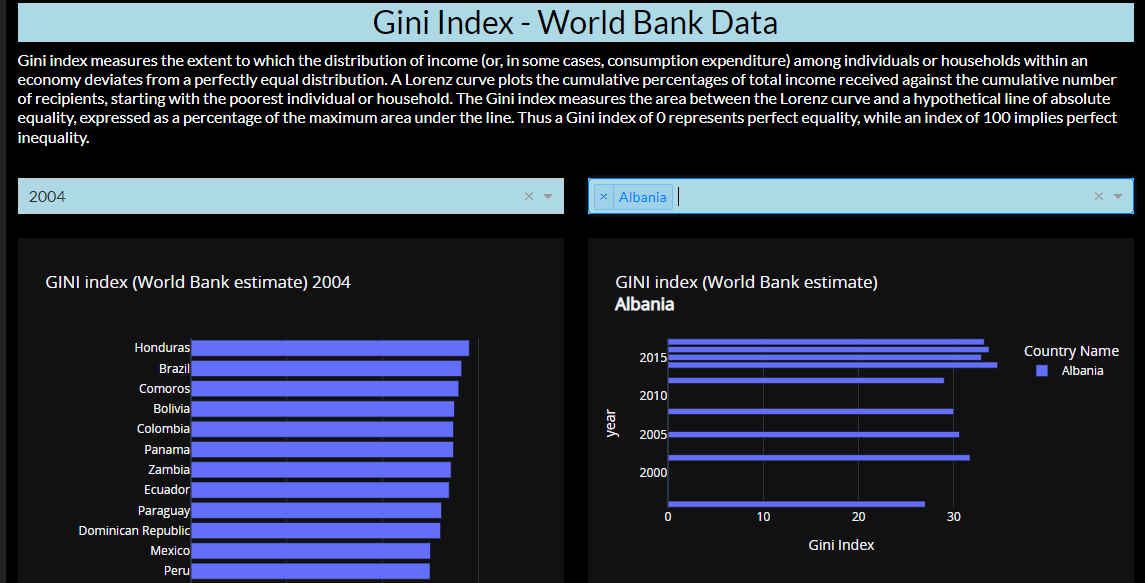 Gini Index - World Bank Data
Gini index measures the extent to which the distribution of income (or, in some cases, consumption expenditure) among individuals or households within an
economy deviates from a perfectly equal distribution. A Lorenz curve plots the cumulative percentages of total income received against the cumulative number
of recipients, starting with the poorest individual or household. The Gini index measures the area between the Lorenz curve and a hypothetical line of absolute
equality, expressed as a percentage of the maximum area under the line. Thus a Gini index of 0 represents perfect equality, while an index of 100 implies perfect
inequality.
2004
× Albania
GINI index (World Bank estimate) 2004
Honduras
Brazil
Comoros
Bolivia
Colombia
Panama
Zambia
Ecuador
Paraguay
Dominican Republic
Mexico
Peru
GINI index (World Bank estimate)
Albania
year
2015
2010
2005
2000
0 10 20 30
Gini Index
Country Name
Albania